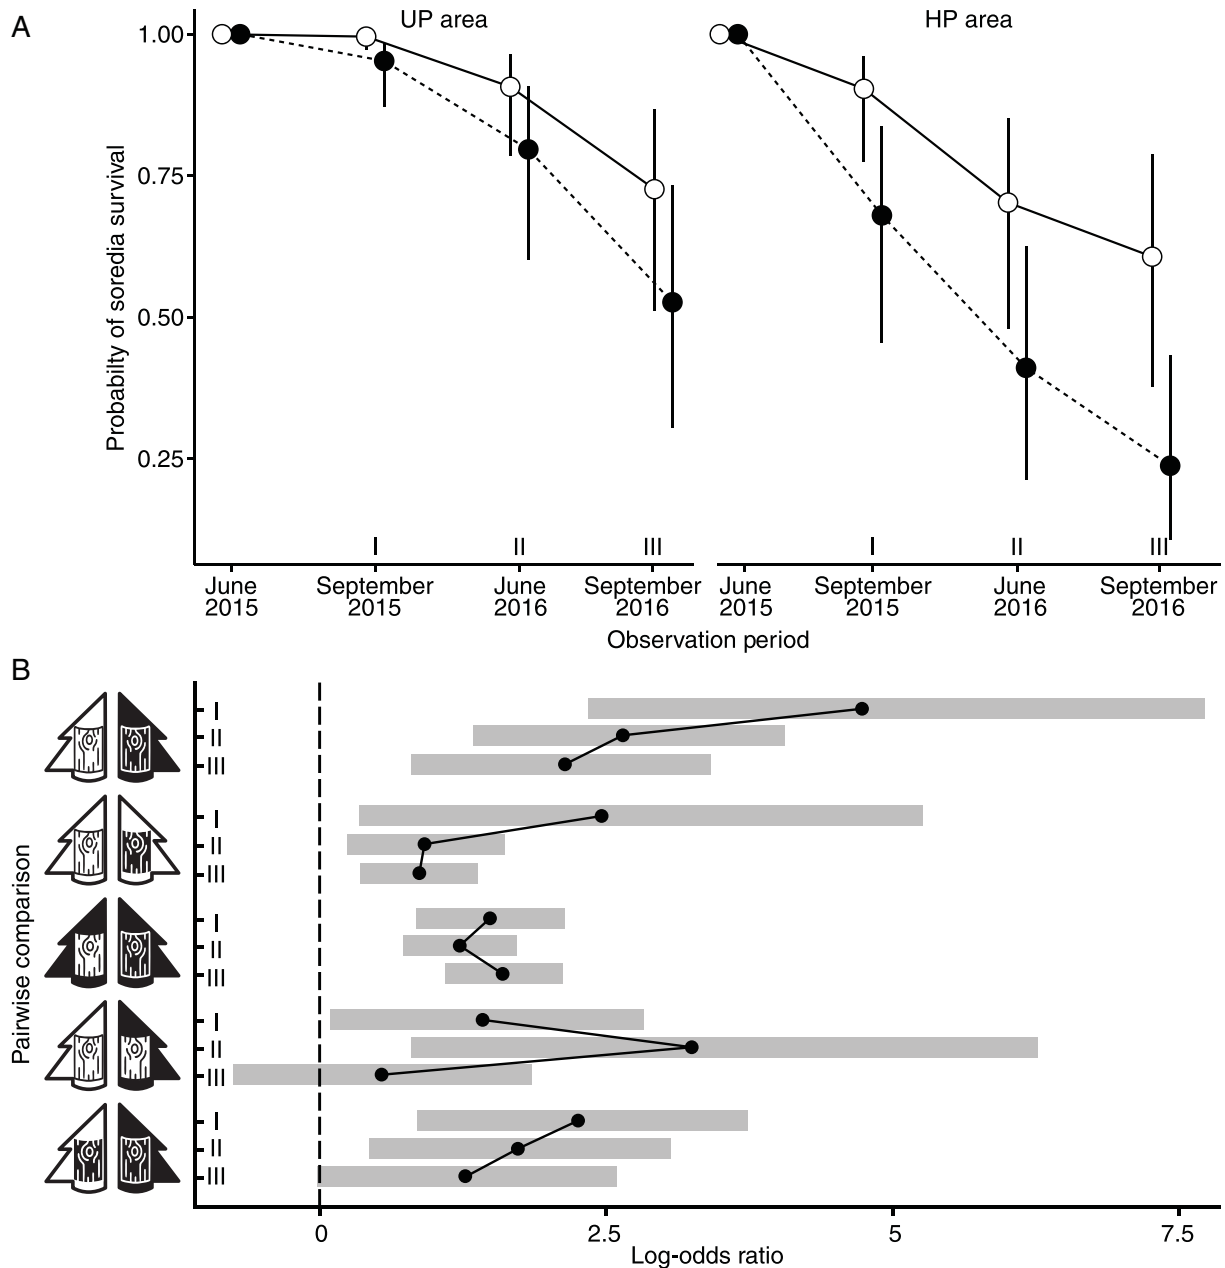 A
UP area
HP area
1.00
0.75
0.50
0.25
Probabilty of soredia survival
I
II
III
I
II
III
June
2015
September
2015
June
2016
September
2016
June
2015
September
2015
June
2016
September
2016
Observation period
B
Pairwise comparison
I
II
III
I
II
III
I
II
III
I
II
III
I
II
III
0
2.5
5
7.5
Log-odds ratio